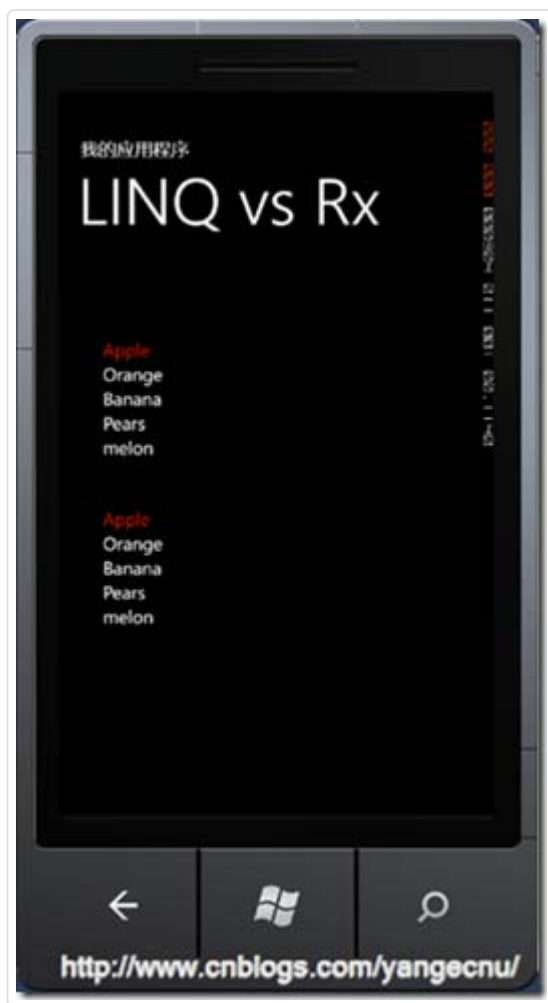 我的应用程序
LINQ vs Rx
Apple
Orange
Banana
Pears
melon
Apple
Orange
Banana
Pears
melon
http://www.cnblogs.com/yangecnu/